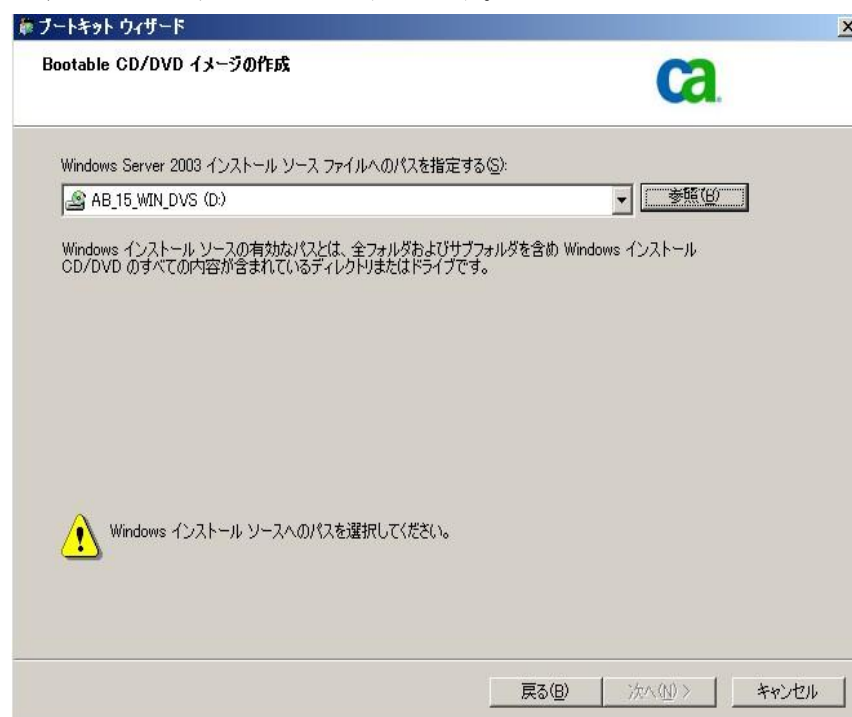 ブートキット ウィザード
Bootable CD/DVD イメージの作成
ca
Windows Server 2003 インストール ソース ファイルへのパスを指定する(S):
AB_15_WIN_DVS (D:)
参照(B)
Windows インストール ソースの有効なパスとは、全フォルダおよびサブフォルダを含め Windows インストール
CD/DVD のすべての内容が含まれているディレクトリまたはドライブです。
Windows インストール ソースへのパスを選択してください。
戻る(B)
次へ(N) >
キャンセル